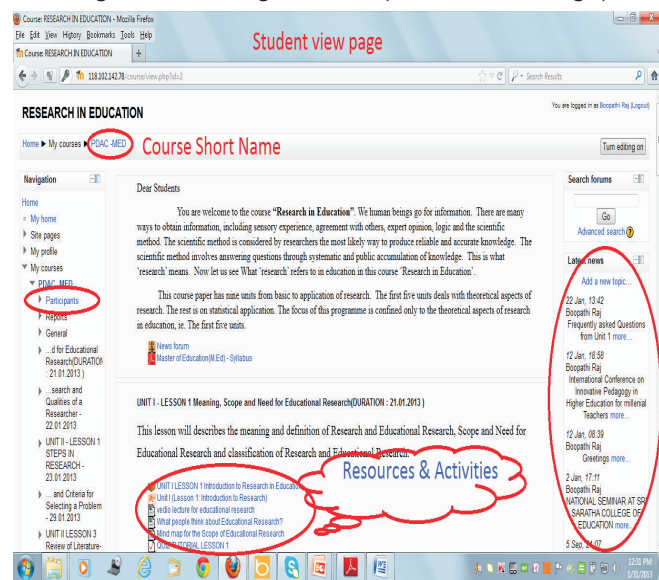 Course: RESEARCH IN EDUCATION - Mozilla Firefox
File Edit View History Bookmarks Tools Help
Course: RESEARCH IN EDUCATION
Student view page
118.102.142.78/course/view.php?id=2
Search Results
RESEARCH IN EDUCATION
You are logged in as Boopathi Raj (Logout)
Home ► My courses ► PDAC -MED
Course Short Name
Turn editing on
Navigation
Home
My home
Site pages
My profile
My courses
PDAC -MED
Participants
Reports
General
...d for Educational
Research(DURATION
: 21.01.2013 )
...search and
Qualities of a
Researcher -
22.01.2013
UNIT II - LESSON 1
STEPS IN
RESEARCH -
23.01.2013
... and Criteria for
Selecting a Problem
- 29.01.2013
UNIT II LESSON 3
Review of Literature-
Dear Students
You are welcome to the course “Research in Education”. We human beings go for information. There are many
ways to obtain information, including sensory experience, agreement with others, expert opinion, logic and the scientific
method. The scientific method is considered by researchers the most likely way to produce reliable and accurate knowledge. The
scientific method involves answering questions through systematic and public accumulation of knowledge. This is what
‘research’ means. Now let us see What ‘research’ refers to in education in this course ‘Research in Education’.
This course paper has nine units from basic to application of research. The first five units deals with theoretical aspects of
research. The rest is on statistical application. The focus of this programme is confined only to the theoretical aspects of research
in education, ie. The first five units.
News forum
Master of Education(M.Ed) - Syllabus
UNIT I - LESSON 1 Meaning, Scope and Need for Educational Research(DURATION : 21.01.2013 )
This lesson will describes the meaning and definition of Research and Educational Research, Scope and Need for
Educational Research and classification of Research and Educational Research.
Resources & Activities
UNIT I LESSON 1 Introduction to Research in Education
Unit I (Lesson 1: Introduction to Research)
vedio lecture for educational research
What people think about Educational Research?
Mind map for the Scope of Educational Research
TUTORIAL LESSON 1
Search forums
Go
Advanced search
Latest news
Add a new topic...
22 Jan, 13:42
Boopathi Raj
Frequently asked Questions
from Unit 1 more...
12 Jan, 18:58
Boopathi Raj
International Conference on
Innovative Pedagogy in
Higher Education for millenial
Teachers more...
12 Jan, 08:39
Boopathi Raj
Greetings more...
2 Jan, 17:11
Boopathi Raj
NATIONAL SEMINAR AT SRI
SARATHA COLLEGE OF
EDUCATION more...
12:31 PM
1/31/2013